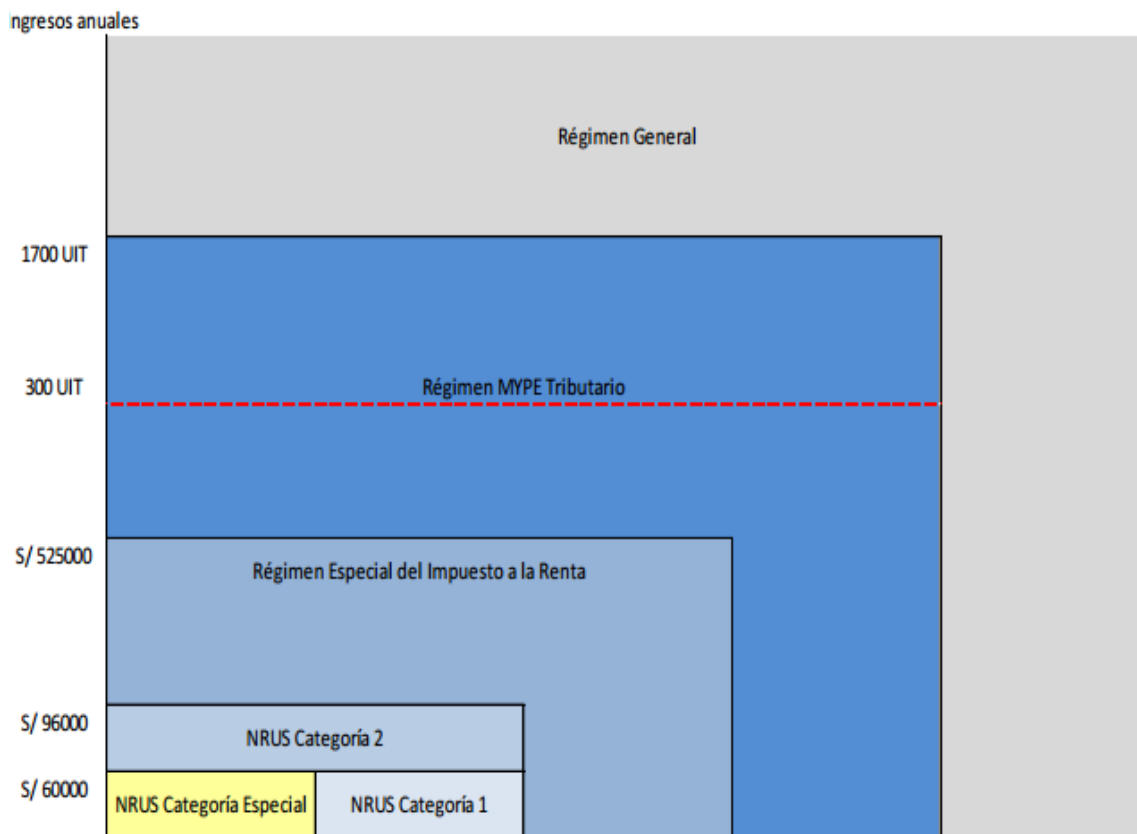 Ingresos anuales
Régimen General
1700 UIT
300 UIT
Régimen MYPE Tributario
S/ 525000
Régimen Especial del Impuesto a la Renta
S/ 96000
NRUS Categoría 2
S/ 60000
NRUS Categoría Especial
NRUS Categoría 1